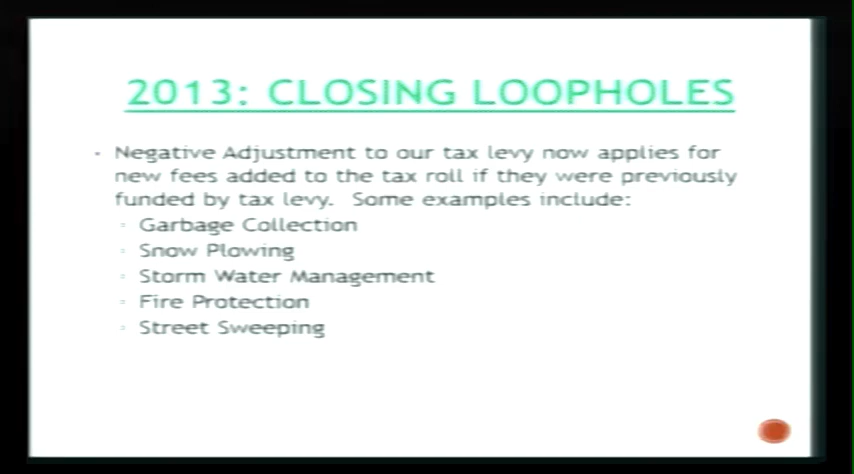 2013: CLOSING LOOPHOLES
Negative Adjustment to our tax levy now applies for
new fees added to the tax roll if they were previously
funded by tax levy. Some examples include:
Garbage Collection
Snow Plowing
Storm Water Management
Fire Protection
Street Sweeping